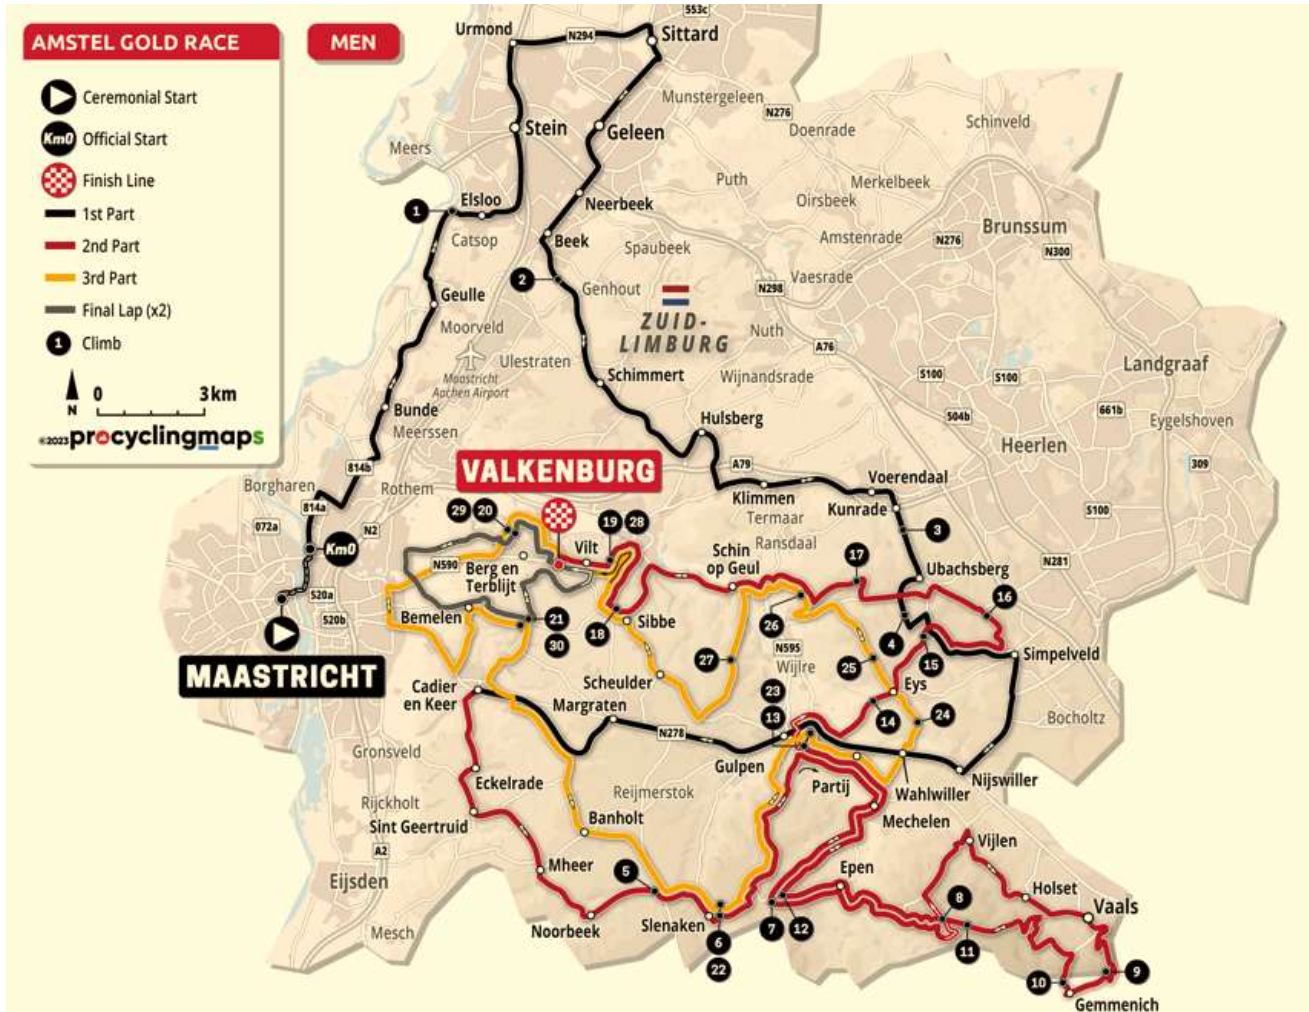 AMSTEL GOLD RACE
MEN
Ceremonial Start
Km0 Official Start
Finish Line
1st Part
2nd Part
3rd Part
Final Lap (x2)
1 Climb
N
0 3km
©2023 procyclingmaps
553c
Urmond
N294
Sittard
Munstergeleen
N276
Doenrade
Schinveld
Stein
Geleen
Meers
Puth
Merkelbeek
Oirsbeek
1
Elsloo
Neerbeek
Catsop
Beek
Spaubeek
Amstenrade
N276
Brunssum
N300
2
Genhout
N298
Vaesrade
Geulle
Moorveld
ZUID-
LIMBURG
Nuth
A76
Ulestraten
Maastricht
Aachen Airport
Schimmert
Wijnandsrade
S100
S100
Landgraaf
Bunde
Meerssen
Hulsberg
504b
661b
Eygelshoven
Heerlen
814b
VALKENBURG
A79
Voerendaal
309
Borgharen
Rothem
Klimmen
Kunrade
814a
Termaar
S100
072a
N2
29
20
19
28
Ransdaal
3
Km0
Vilt
Schin
op Geul
17
N281
N590
Berg en
Terblijt
Ubachsberg
520a
16
520b
Bemelen
21
30
18
Sibbe
26
4
N595
15
Simpelveld
MAASTRICHT
27
Wijlre
25
Cadier
en Keer
Scheulder
Eys
23
Margraten
13
14
24
Bocholtz
N278
Gronsveld
Gulpen
Eckelrade
Reijmerstok
Partij
Wahlwiller
Nijswiller
Rijckholt
Sint Geertruid
Banholt
Mechelen
Vijlen
A2
Mheer
5
Epen
Eijsden
Holset
8
Vaals
Noorbeek
Slenaken
7
12
Mesch
6
11
22
9
10
Gemmenich